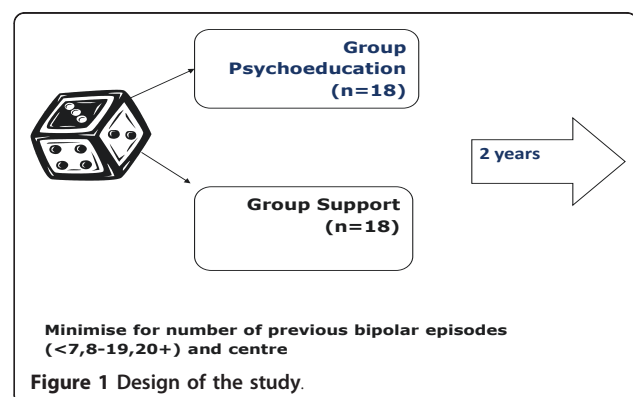 Group
Psychoeducation
(n=18)
2 years
Group Support
(n=18)
Minimise for number of previous bipolar episodes
(<7,8-19,20+) and centre
Figure 1 Design of the study.